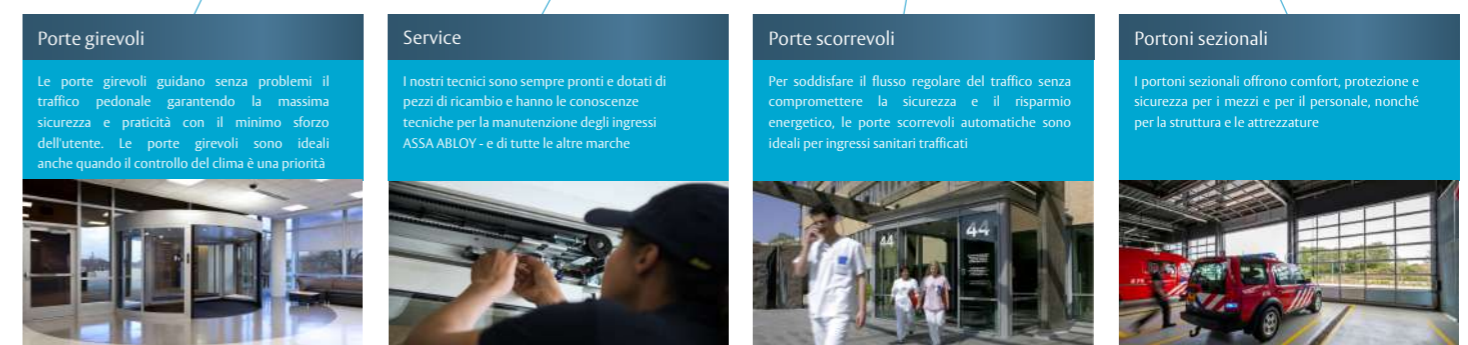 Porte girevoli
Le porte girevoli guidano senza problemi il
traffico pedonale garantendo la massima
sicurezza e praticità con il minimo sforzo
dell'utente. Le porte girevoli sono ideali
anche quando il controllo del clima è una priorità
Service
I nostri tecnici sono sempre pronti e dotati di
pezzi di ricambio e hanno le conoscenze
tecniche per la manutenzione degli ingressi
ASSA ABLOY - e di tutte le altre marche
Porte scorrevoli
Per soddisfare il flusso regolare del traffico senza
compromettere la sicurezza e il risparmio
energetico, le porte scorrevoli automatiche sono
ideali per ingressi sanitari trafficati
44
44
Portoni sezionali
I portoni sezionali offrono comfort, protezione e
sicurezza per i mezzi e per il personale, nonché
per la struttura e le attrezzature